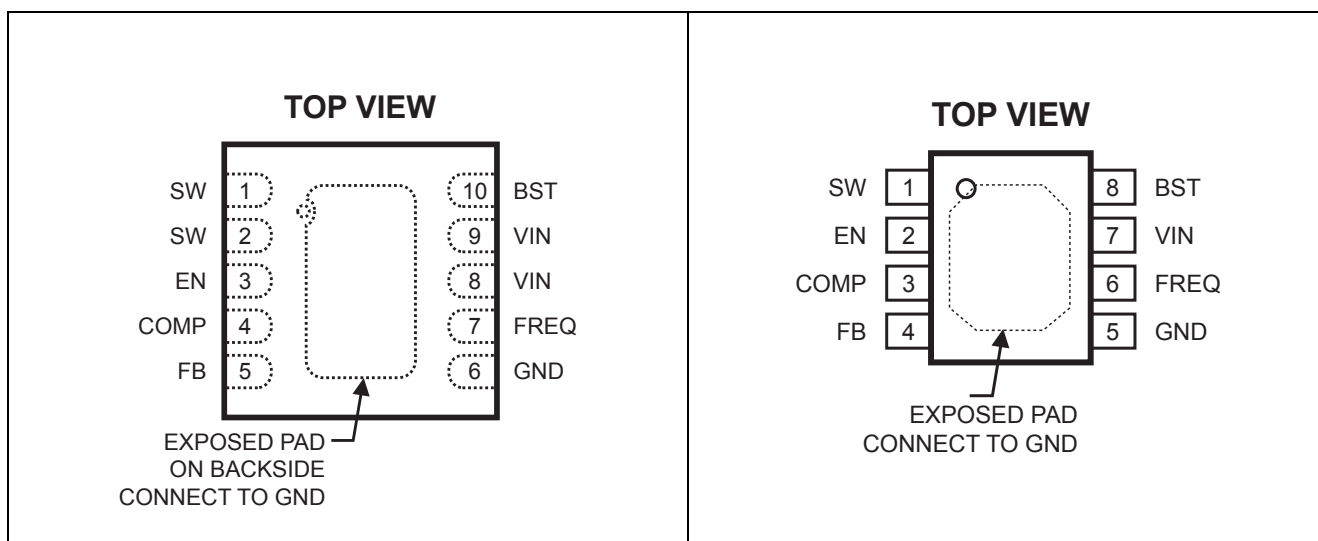 TOP VIEW
SW 1 10 BST
SW 2 9 VIN
EN 3 8 VIN
COMP 4 7 FREQ
FB 5 6 GND
EXPOSED PAD
ON BACKSIDE
CONNECT TO GND
TOP VIEW
SW 1 8 BST
EN 2 7 VIN
COMP 3 6 FREQ
FB 4 5 GND
EXPOSED PAD
CONNECT TO GND